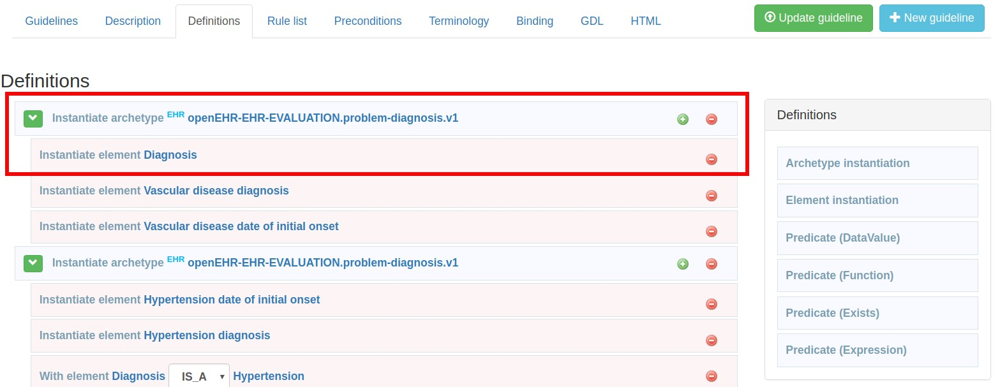 Guidelines Description Definitions Rule list Preconditions Terminology Binding GDL HTML Update guideline New guideline
Definitions
Instantiate archetype EHR openEHR-EHR-EVALUATION.problem-diagnosis.v1
Instantiate element Diagnosis
Instantiate element Vascular disease diagnosis
Instantiate element Vascular disease date of initial onset
Instantiate archetype EHR openEHR-EHR-EVALUATION.problem-diagnosis.v1
Instantiate element Hypertension date of initial onset
Instantiate element Hypertension diagnosis
With element Diagnosis IS_A Hypertension
Definitions
Archetype instantiation
Element instantiation
Predicate (DataValue)
Predicate (Function)
Predicate (Exists)
Predicate (Expression)